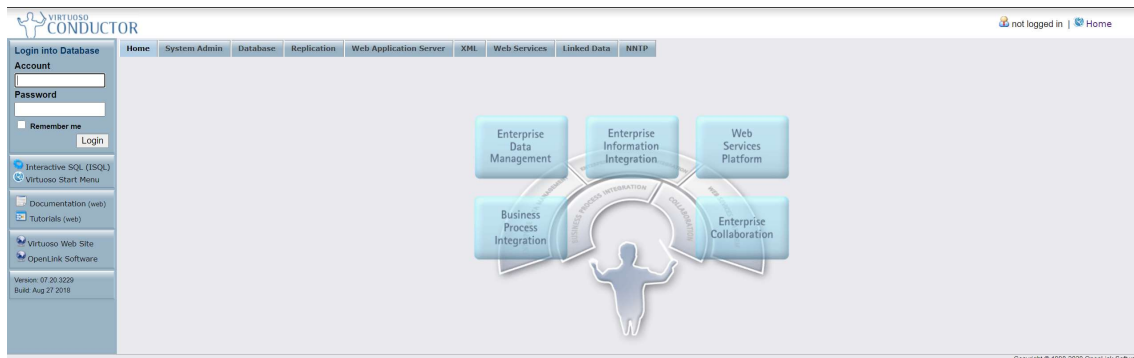 VIRTUOSO
CONDUCTOR
not logged in | Home
Login into Database
Account
Password
Remember me
Login
Interactive SQL (ISQL)
Virtuoso Start Menu
Documentation (web)
Tutorials (web)
Virtuoso Web Site
OpenLink Software
Version: 07.20.3229
Build: Aug 27 2018
Home System Admin Database Replication Web Application Server XML Web Services Linked Data NNTP
Enterprise
Data
Management
Enterprise
Information
Integration
Web
Services
Platform
Business
Process
Integration
Enterprise
Collaboration
BUSINESS PROCESS INTEGRATION
COLLABORATION